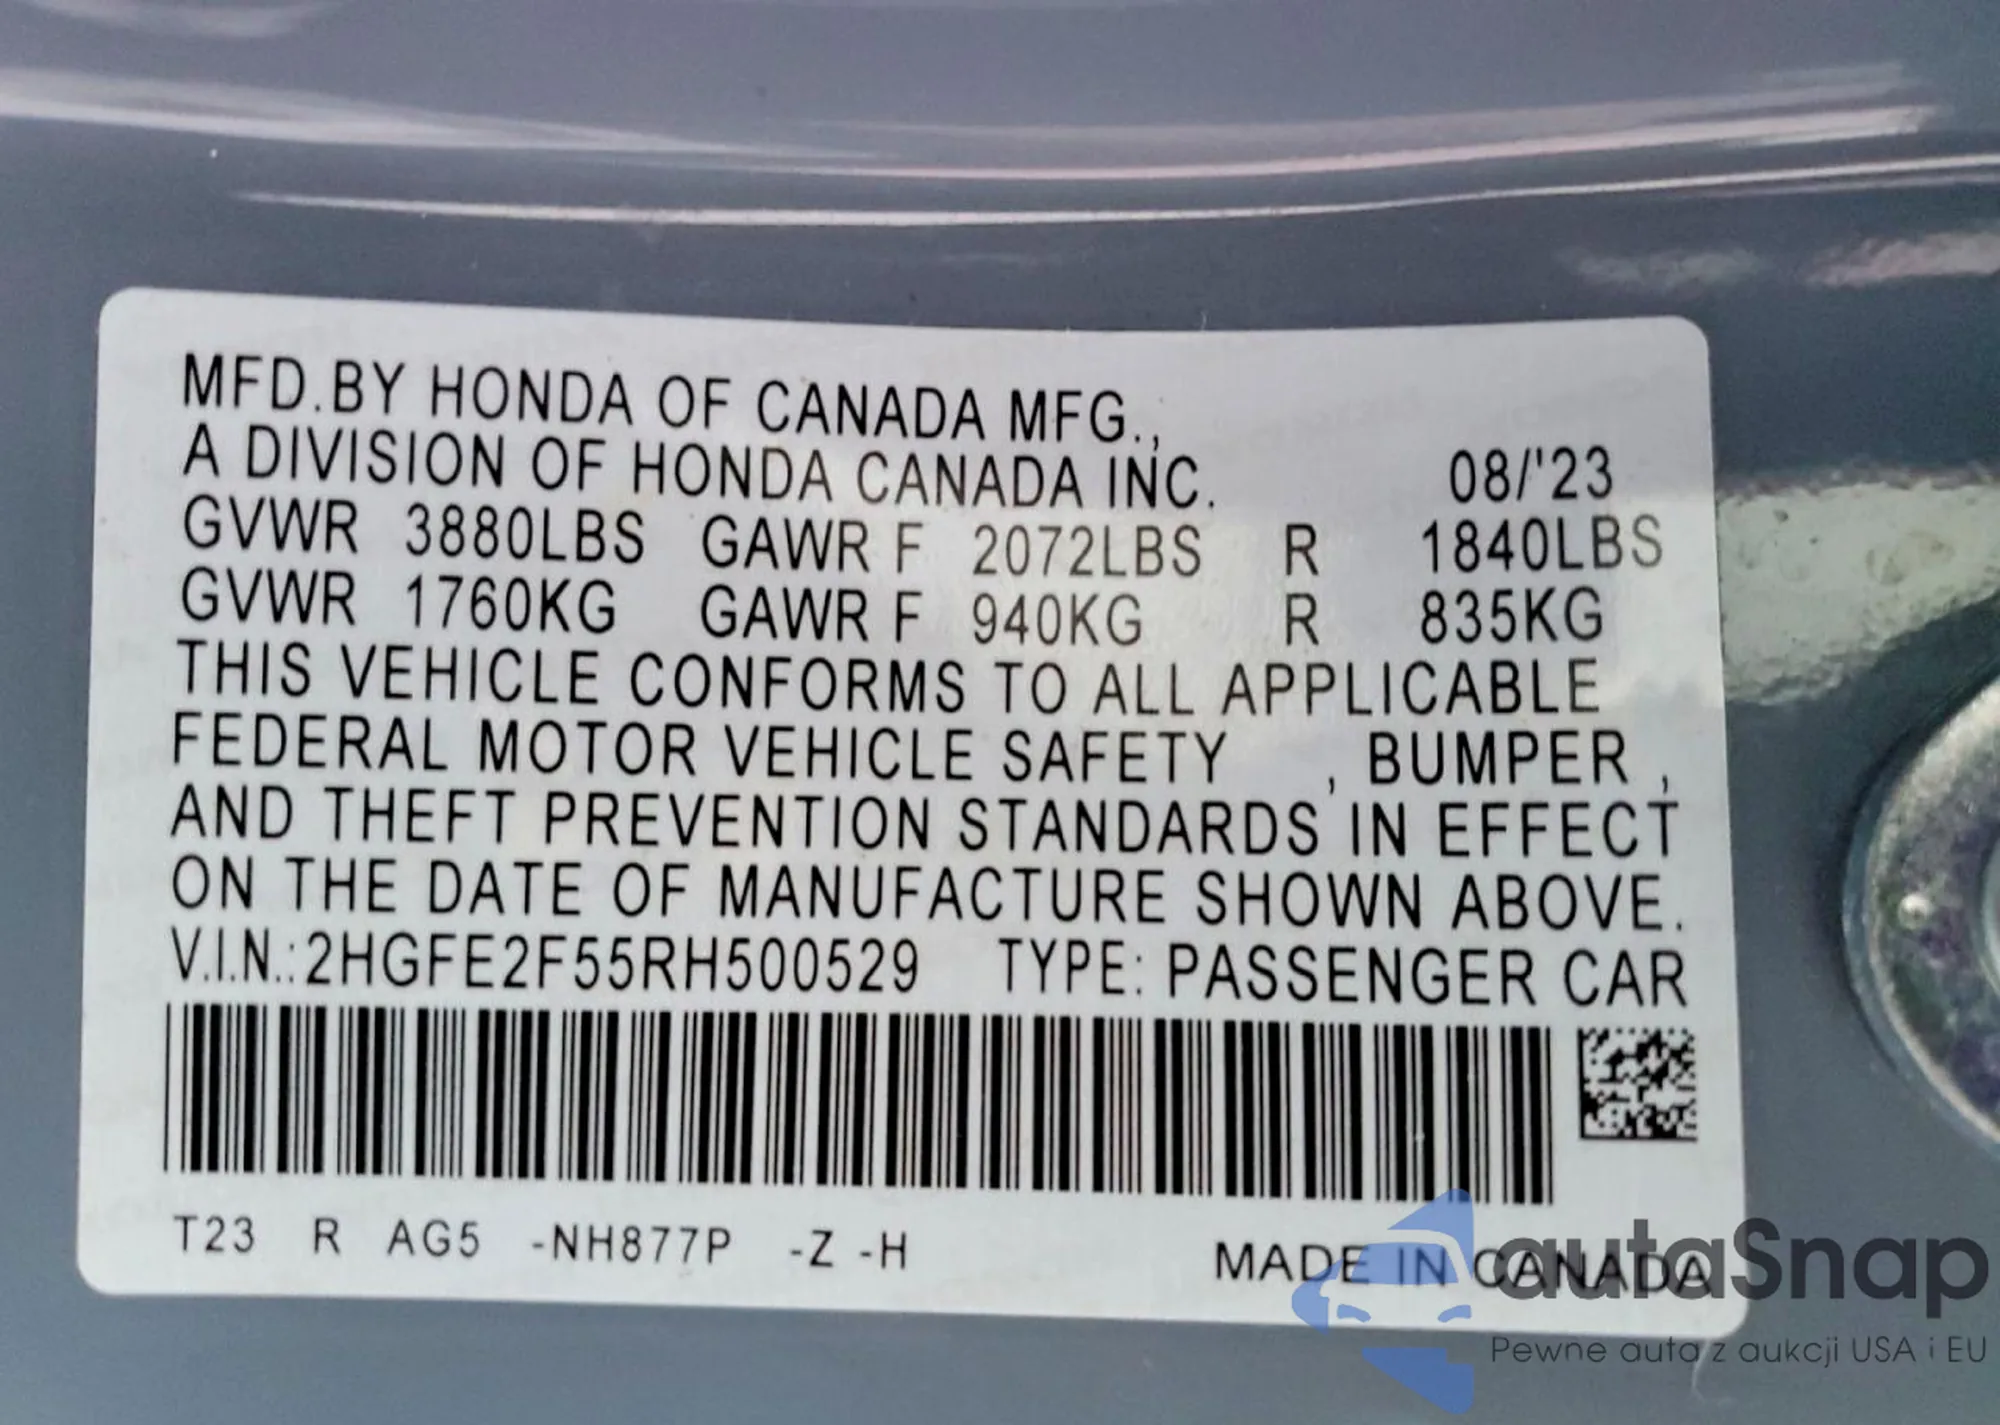 MFD.BY HONDA OF CANADA MFG.,
A DIVISION OF HONDA CANADA INC. 08/'23
GVWR 3880LBS GAWR F 2072LBS R 1840LBS
GVWR 1760KG GAWR F 940KG R 835KG
THIS VEHICLE CONFORMS TO ALL APPLICABLE
FEDERAL MOTOR VEHICLE SAFETY , BUMPER ,
AND THEFT PREVENTION STANDARDS IN EFFECT
ON THE DATE OF MANUFACTURE SHOWN ABOVE.
V.I.N.:2HGFE2F55RH500529 TYPE: PASSENGER CAR
T23 R AG5 -NH877P -Z -H MADE IN CANADA
autaSnap
Pewne auta z aukcji USA i EU